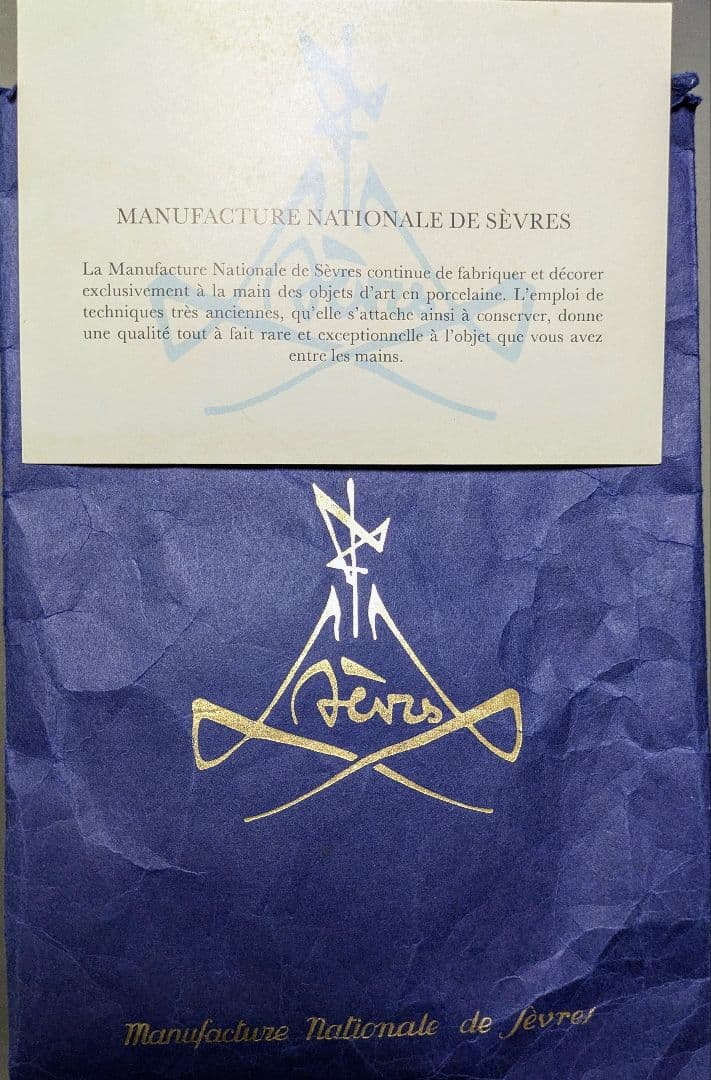 MANUFACTURE NATIONALE DE SÈVRES
La Manufacture Nationale de Sèvres continue de fabriquer et décorer
exclusivement à la main des objets d'art en porcelaine. L'emploi de
techniques très anciennes, qu'elle s'attache ainsi à conserver, donne
une qualité tout à fait rare et exceptionnelle à l'objet que vous avez
entre les mains.
Sèvres
Manufacture Nationale de Sèvres